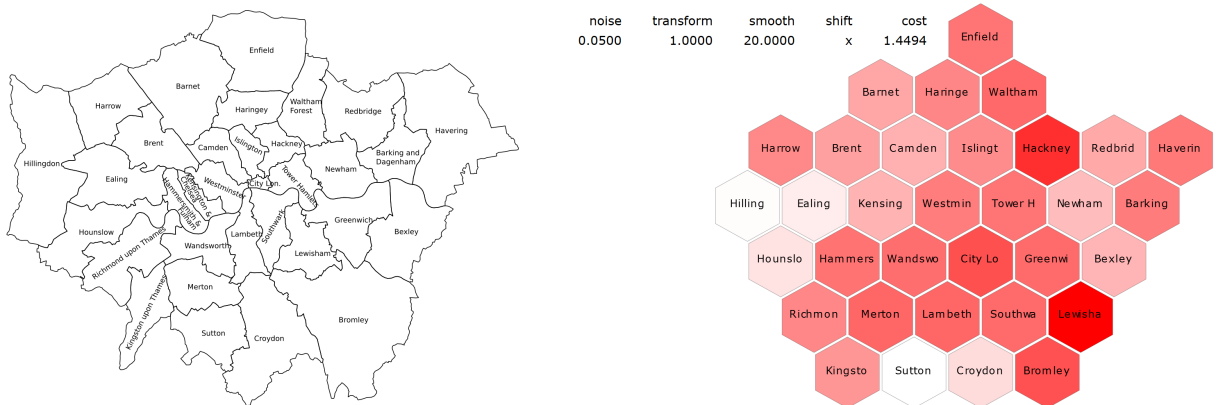 Enfield
Barnet
Harrow
Haringey
Waltham
Forest
Redbridge
Havering
Brent
Camden
Islington
Hackney
Hillingdon
Ealing
Barking and
Dagenham
Newham
Westminster
City Lon.
Tower Hamlets
Kensington &
Chelsea
Hammersmith &
Fulham
Hounslow
Richmond upon Thames
Wandsworth
Lambeth
Southwark
Greenwich
Bexley
Lewisham
Merton
Kingston upon Thames
Sutton
Croydon
Bromley
noise transform smooth shift cost
0.0500 1.0000 20.0000 x 1.4494
Enfield
Barnet Haringe Waltham
Harrow Brent Camden Islingt Hackney Redbrid Haverin
Hilling Ealing Kensing Westmin Tower H Newham Barking
Hounslo Hammers Wandswo City Lo Greenwi Bexley
Richmon Merton Lambeth Southwa Lewisha
Kingsto Sutton Croydon Bromley